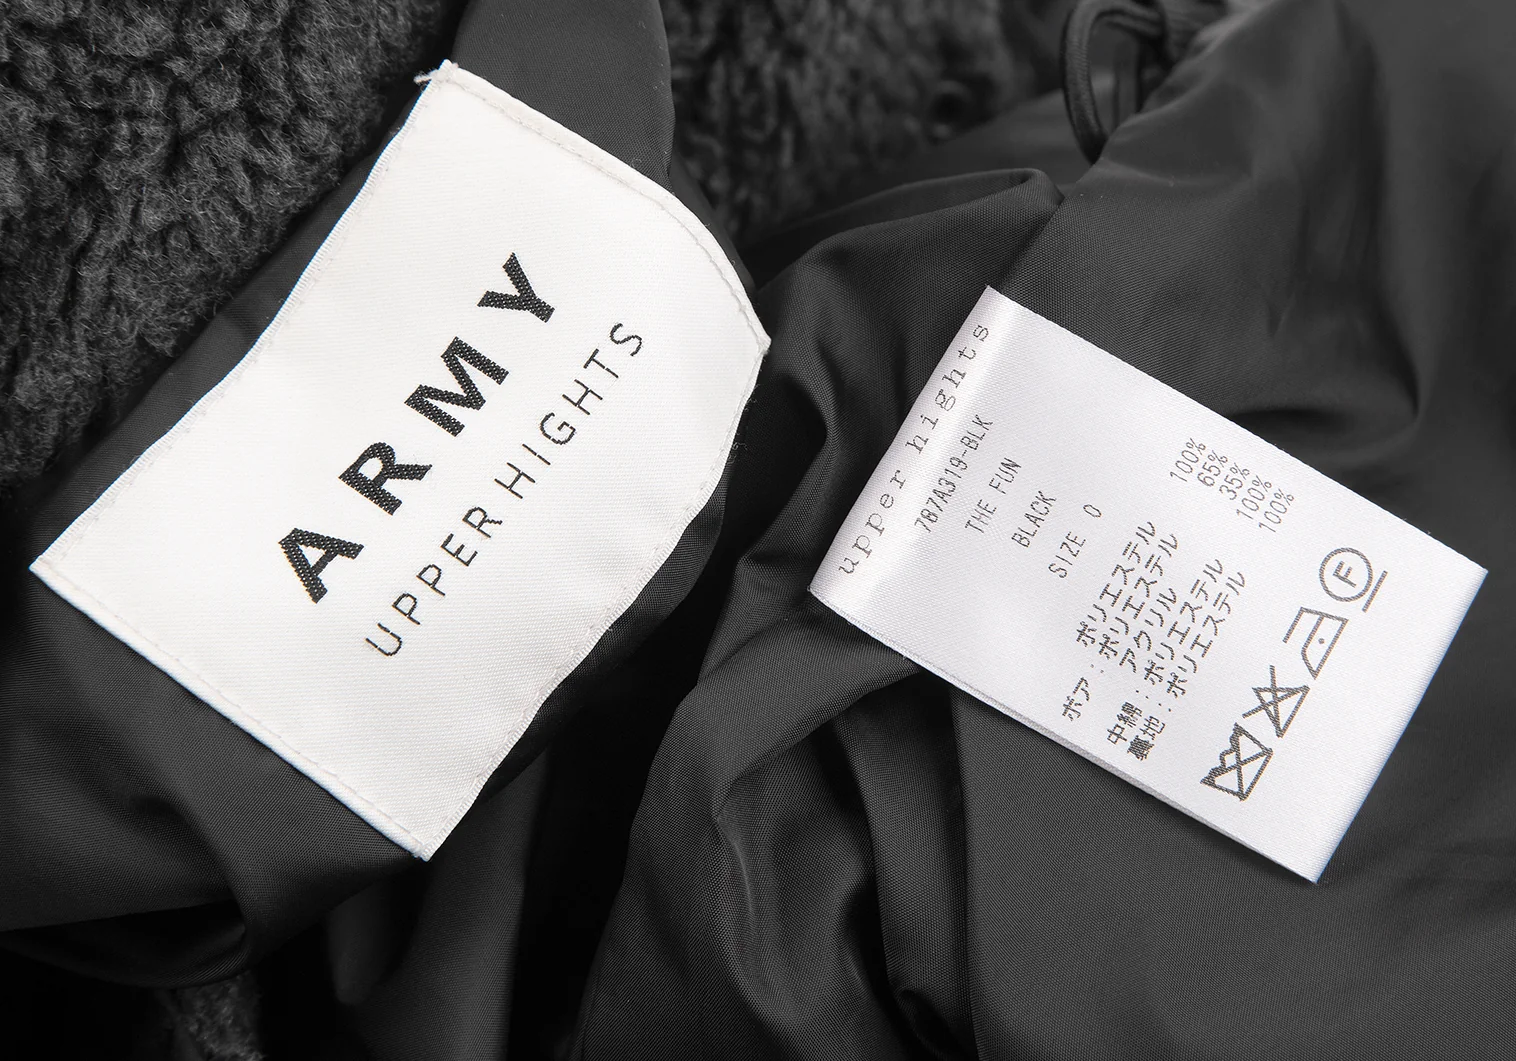 ARMY
UPPER HIGHTS
upper hights
707A319-BLK
THE FUN
BLACK
SIZE 0
ボア: ポリエステル 100%
ポリエステル 65%
アクリル 35%
中綿: ポリエステル 100%
裏地: ポリエステル 100%
F